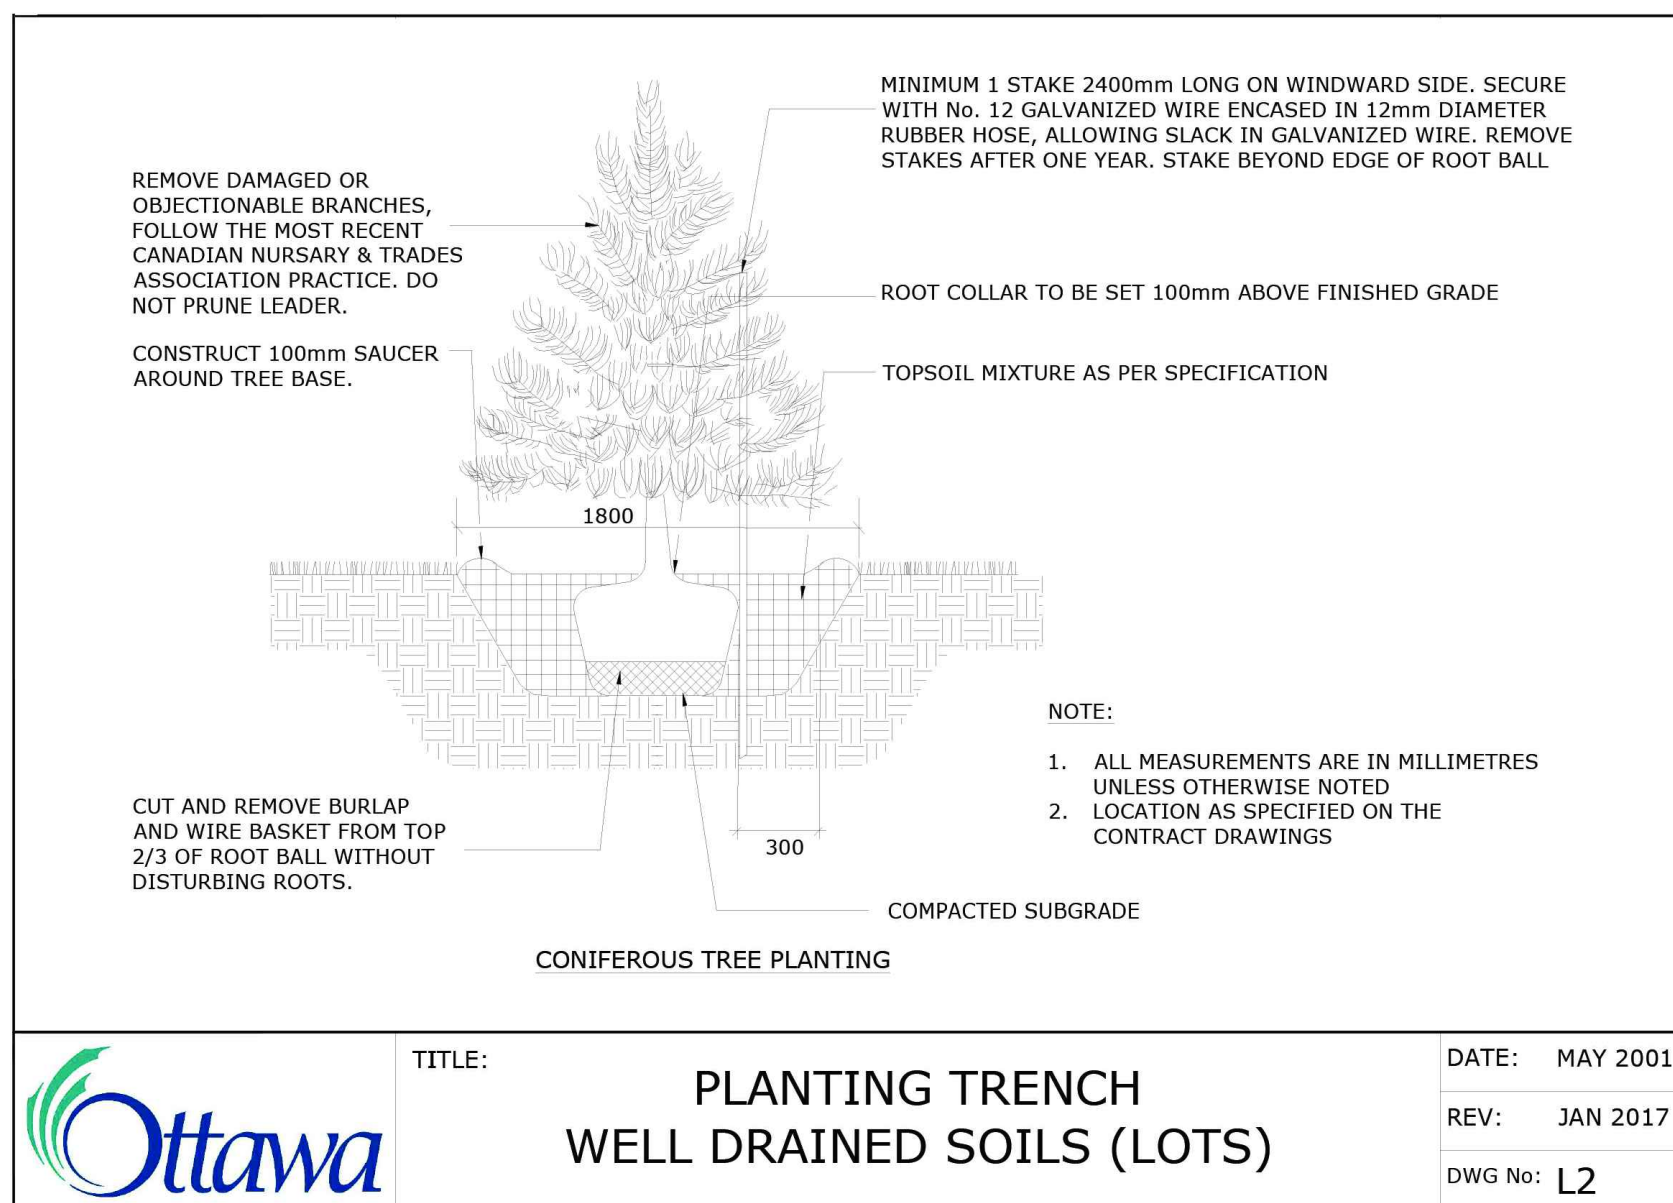 MINIMUM 1 STAKE 2400mm LONG ON WINDWARD SIDE. SECURE
WITH No. 12 GALVANIZED WIRE ENCASED IN 12mm DIAMETER
RUBBER HOSE, ALLOWING SLACK IN GALVANIZED WIRE. REMOVE
STAKES AFTER ONE YEAR. STAKE BEYOND EDGE OF ROOT BALL
REMOVE DAMAGED OR
OBJECTIONABLE BRANCHES,
FOLLOW THE MOST RECENT
CANADIAN NURSARY & TRADES
ASSOCIATION PRACTICE. DO
NOT PRUNE LEADER.
ROOT COLLAR TO BE SET 100mm ABOVE FINISHED GRADE
CONSTRUCT 100mm SAUCER
AROUND TREE BASE.
TOPSOIL MIXTURE AS PER SPECIFICATION
1800
NOTE:
1. ALL MEASUREMENTS ARE IN MILLIMETRES
UNLESS OTHERWISE NOTED
2. LOCATION AS SPECIFIED ON THE
CONTRACT DRAWINGS
CUT AND REMOVE BURLAP
AND WIRE BASKET FROM TOP
2/3 OF ROOT BALL WITHOUT
DISTURBING ROOTS.
300
COMPACTED SUBGRADE
CONIFEROUS TREE PLANTING
Ottawa
TITLE:
PLANTING TRENCH
WELL DRAINED SOILS (LOTS)
DATE: MAY 2001
REV: JAN 2017
DWG No: L2